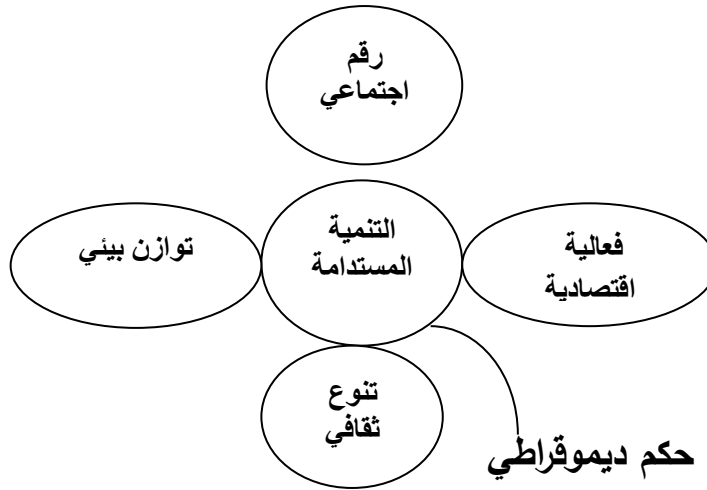 رقم
اجتماعي
التنمية
المستدامة
فعالية
اقتصادية
توازن بيئي
تنوع
ثقافي
حكم ديموقراطي